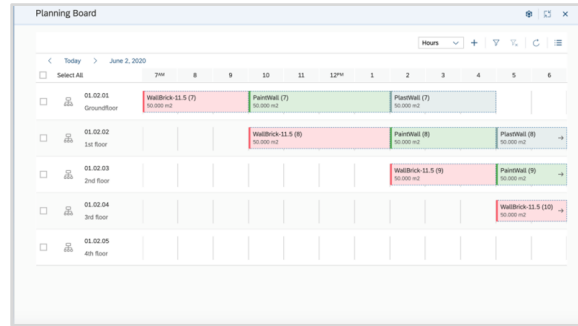 Planning Board
Hours
Today June 2, 2020
Select All 7AM 8 9 10 11 12PM 1 2 3 4 5 6
01.02.01
Groundfloor
WallBrick-11.5 (7) PaintWall (7) PlastWall (7)
50.000 m2 50.000 m2 50.000 m2
01.02.02
1st floor
WallBrick-11.5 (8) PaintWall (8) PlastWall (8)
50.000 m2 50.000 m2 50.000 m2
01.02.03
2nd floor
WallBrick-11.5 (9) PaintWall (9)
50.000 m2 50.000 m2
01.02.04
3rd floor
WallBrick-11.5 (10)
50.000 m2
01.02.05
4th floor